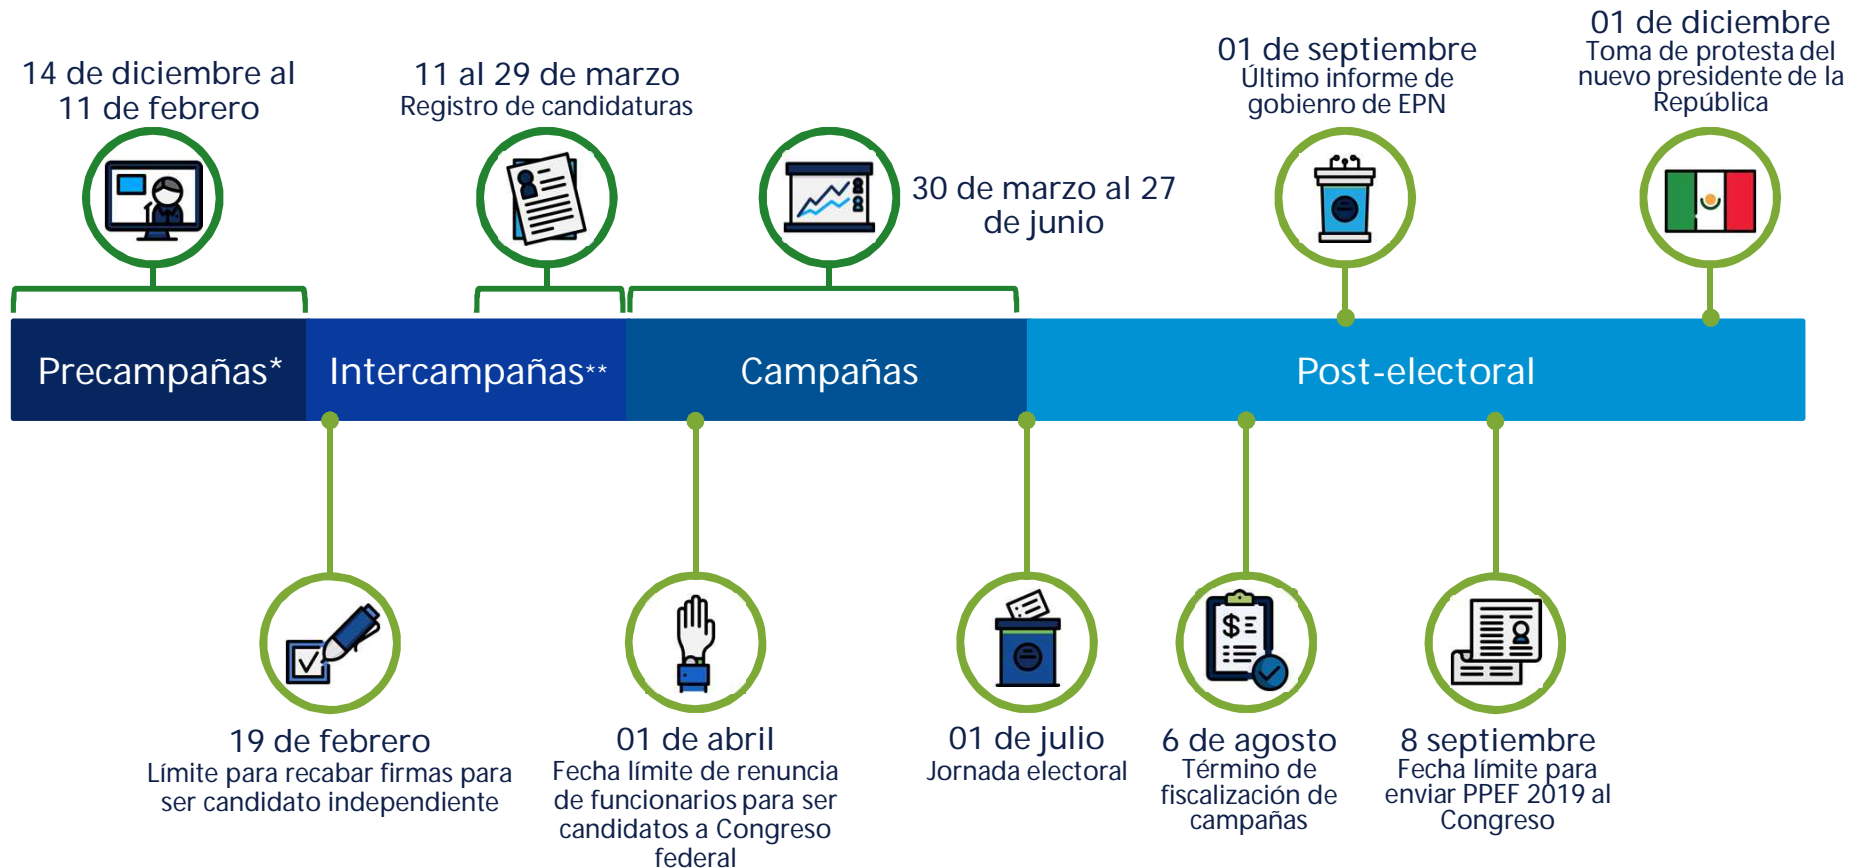 14 de diciembre al
11 de febrero
11 al 29 de marzo
Registro de candidaturas
30 de marzo al 27
de junio
01 de septiembre
Último informe de
gobienro de EPN
01 de diciembre
Toma de protesta del
nuevo presidente de la
República
Precampañas*
Intercampañas**
Campañas
Post-electoral
19 de febrero
Límite para recabar firmas para
ser candidato independiente
01 de abril
Fecha límite de renuncia
de funcionarios para ser
candidatos a Congreso
federal
01 de julio
Jornada electoral
6 de agosto
Término de
fiscalización de
campañas
8 septiembre
Fecha límite para
enviar PPEF 2019 al
Congreso